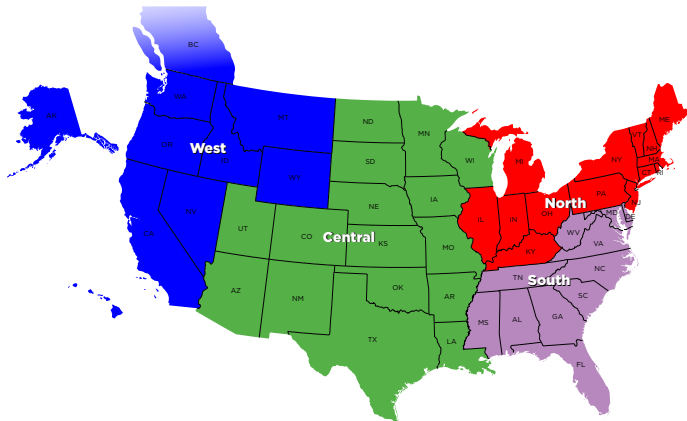 BC
AK
WA
MT
ND
MN
ME
VT
NH
OR
West
ID
WY
SD
WI
MI
NY
MA
CT RI
NV
NE
IA
PA
North
NJ
IL
IN
OH
MD
DE
CA
UT
CO
Central
KS
MO
KY
WV
VA
AZ
NM
OK
AR
TN
South
NC
SC
TX
LA
MS
AL
GA
FL